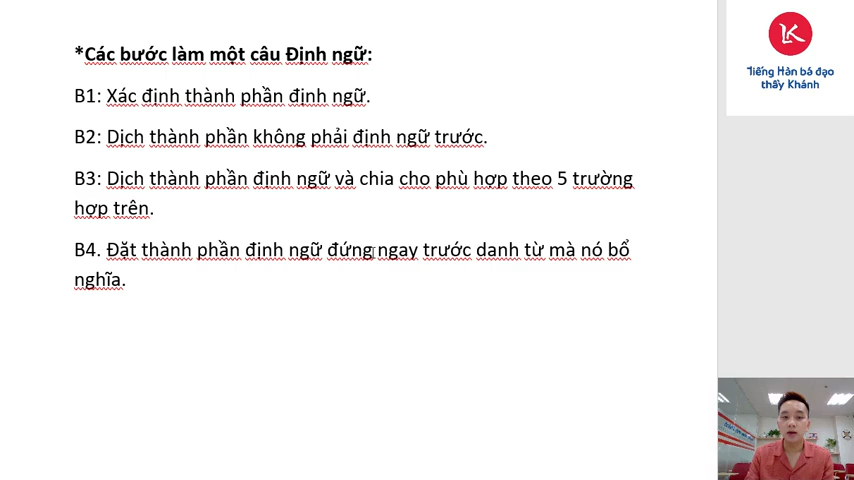 *Các bước làm một câu Định ngữ:
B1: Xác định thành phần định ngữ.
B2: Dịch thành phần không phải định ngữ trước.
B3: Dịch thành phần định ngữ và chia cho phù hợp theo 5 trường
hợp trên.
B4. Đặt thành phần định ngữ đứng ngay trước danh từ mà nó bổ
nghĩa.
LK
Tiếng Hàn bá đạo
thầy Khánh